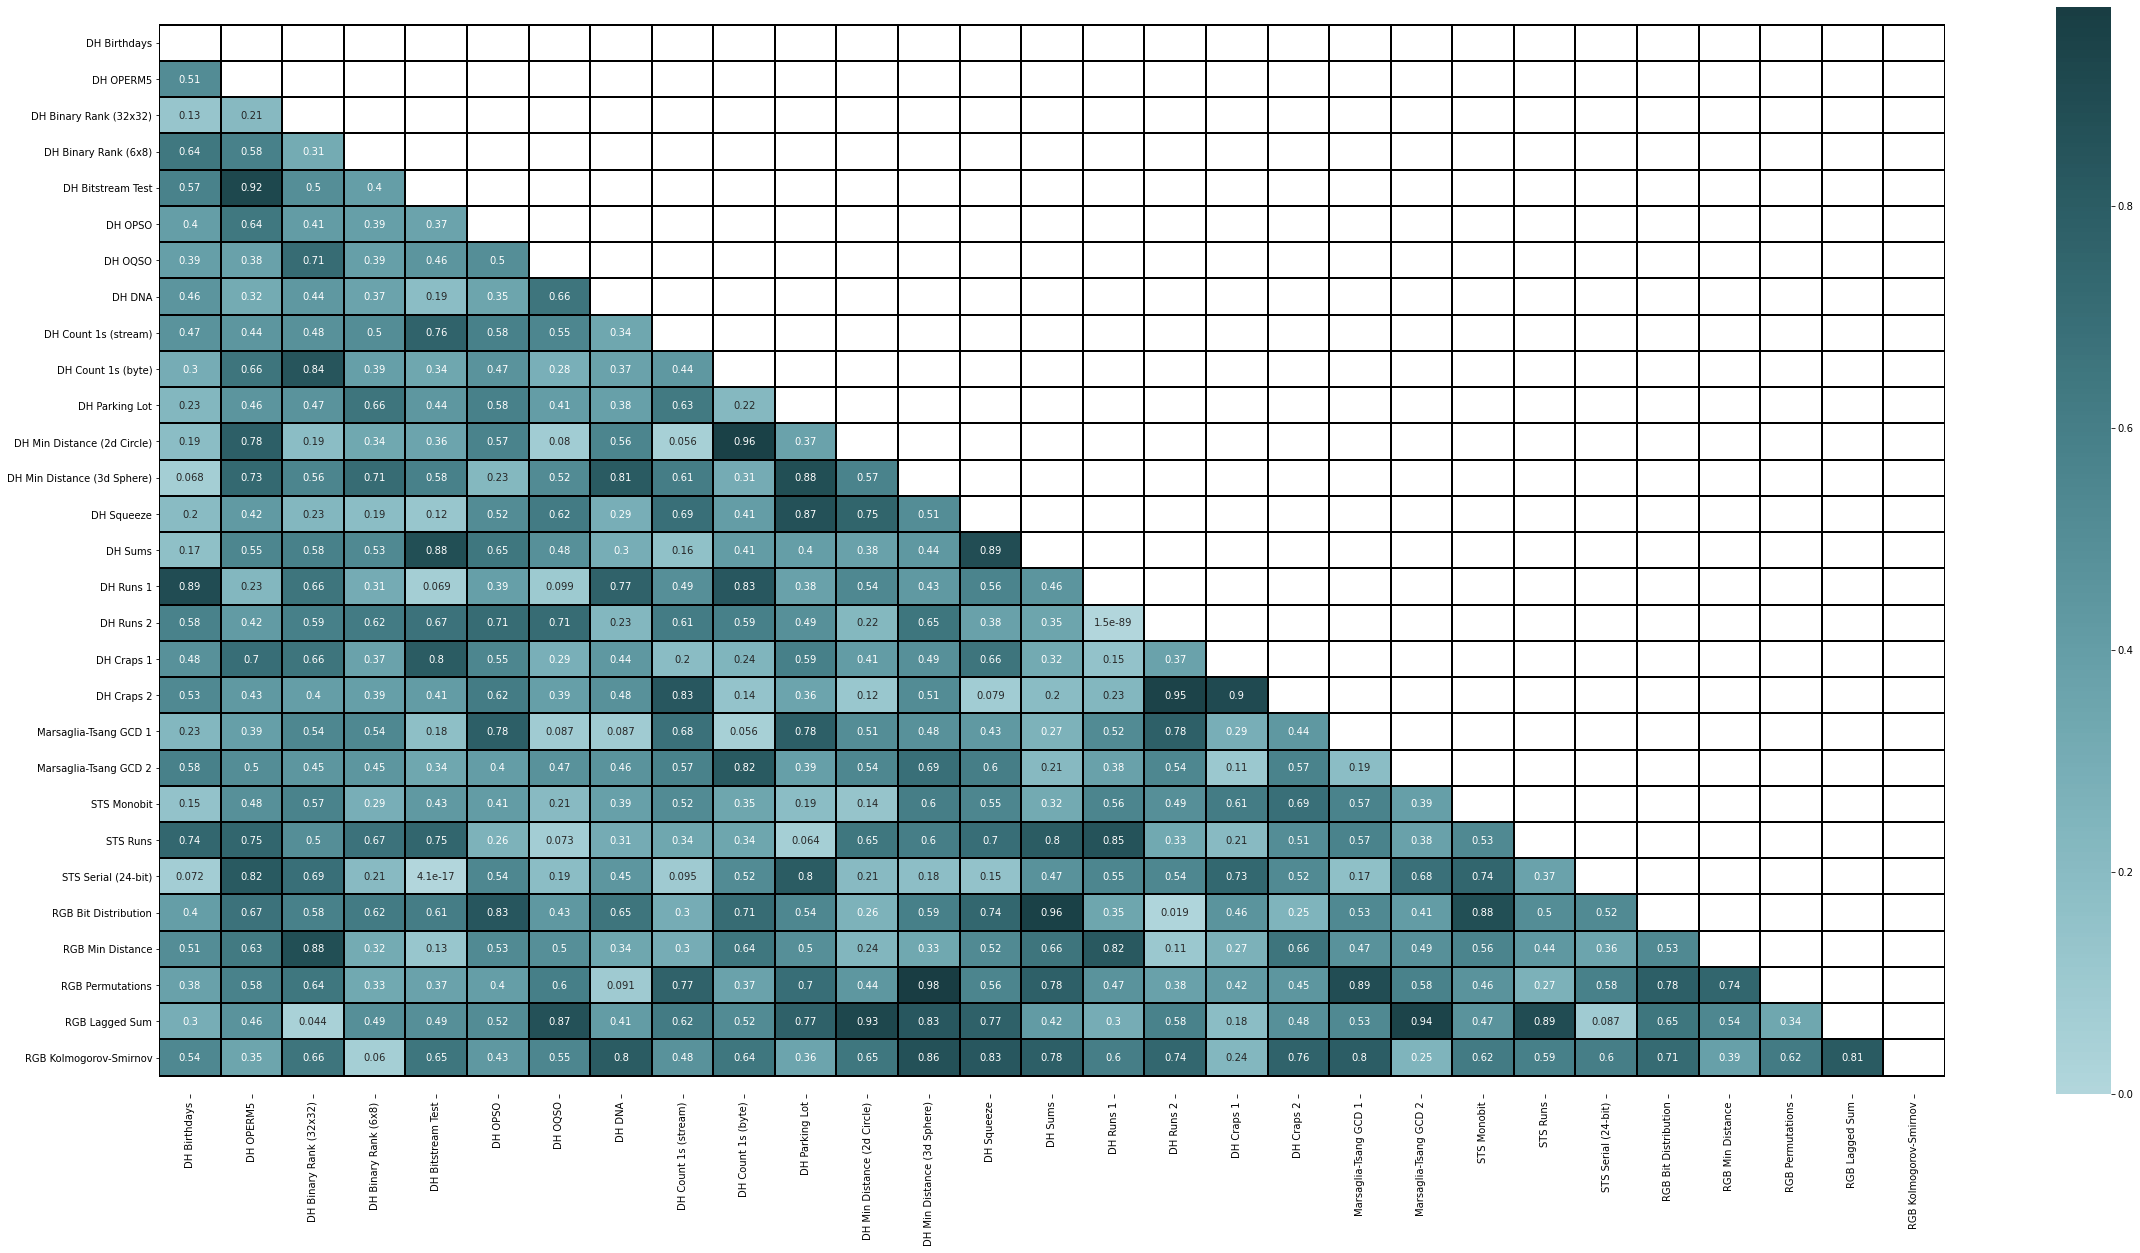 DH Birthdays
DH OPERM5 0.51
DH Binary Rank (32x32) 0.13 0.21
DH Binary Rank (6x8) 0.64 0.58 0.31
DH Bitstream Test 0.57 0.92 0.5 0.4
DH OPSO 0.4 0.64 0.41 0.39 0.37
0.8
DH OQSO 0.39 0.38 0.71 0.39 0.46 0.5
DH DNA 0.46 0.32 0.44 0.37 0.19 0.35 0.66
DH Count 1s (stream) 0.47 0.44 0.48 0.5 0.76 0.58 0.55 0.34
DH Count 1s (byte) 0.3 0.66 0.84 0.39 0.34 0.47 0.28 0.37 0.44
DH Parking Lot 0.23 0.46 0.47 0.66 0.44 0.58 0.41 0.38 0.63 0.22
0.6
DH Min Distance (2d Circle) 0.19 0.78 0.19 0.34 0.36 0.57 0.08 0.56 0.056 0.96 0.37
DH Min Distance (3d Sphere) 0.068 0.73 0.56 0.71 0.58 0.23 0.52 0.81 0.61 0.31 0.88 0.57
DH Squeeze 0.2 0.42 0.23 0.19 0.12 0.52 0.62 0.29 0.69 0.41 0.87 0.75 0.51
DH Sums 0.17 0.55 0.58 0.53 0.88 0.65 0.48 0.3 0.16 0.41 0.4 0.38 0.44 0.89
DH Runs 1 0.89 0.23 0.66 0.31 0.069 0.39 0.099 0.77 0.49 0.83 0.38 0.54 0.43 0.56 0.46
DH Runs 2 0.58 0.42 0.59 0.62 0.67 0.71 0.71 0.23 0.61 0.59 0.49 0.22 0.65 0.38 0.35 1.5e-89
0.4
DH Craps 1 0.48 0.7 0.66 0.37 0.8 0.55 0.29 0.44 0.2 0.24 0.59 0.41 0.49 0.66 0.32 0.15 0.37
DH Craps 2 0.53 0.43 0.4 0.39 0.41 0.62 0.39 0.48 0.83 0.14 0.36 0.12 0.51 0.079 0.2 0.23 0.95 0.9
Marsaglia-Tsang GCD 1 0.23 0.39 0.54 0.54 0.18 0.78 0.087 0.087 0.68 0.056 0.78 0.51 0.48 0.43 0.27 0.52 0.78 0.29 0.44
Marsaglia-Tsang GCD 2 0.58 0.5 0.45 0.45 0.34 0.4 0.47 0.46 0.57 0.82 0.39 0.54 0.69 0.6 0.21 0.38 0.54 0.11 0.57 0.19
STS Monobit 0.15 0.48 0.57 0.29 0.43 0.41 0.21 0.39 0.52 0.35 0.19 0.14 0.6 0.55 0.32 0.56 0.49 0.61 0.69 0.57 0.39
STS Runs 0.74 0.75 0.5 0.67 0.75 0.26 0.073 0.31 0.34 0.34 0.064 0.65 0.6 0.7 0.8 0.85 0.33 0.21 0.51 0.57 0.38 0.53
0.2
STS Serial (24-bit) 0.072 0.82 0.69 0.21 4.1e-17 0.54 0.19 0.45 0.095 0.52 0.8 0.21 0.18 0.15 0.47 0.55 0.54 0.73 0.52 0.17 0.68 0.74 0.37
RGB Bit Distribution 0.4 0.67 0.58 0.62 0.61 0.83 0.43 0.65 0.3 0.71 0.54 0.26 0.59 0.74 0.96 0.35 0.019 0.46 0.25 0.53 0.41 0.88 0.5 0.52
RGB Min Distance 0.51 0.63 0.88 0.32 0.13 0.53 0.5 0.34 0.3 0.64 0.5 0.24 0.33 0.52 0.66 0.82 0.11 0.27 0.66 0.47 0.49 0.56 0.44 0.36 0.53
RGB Permutations 0.38 0.58 0.64 0.33 0.37 0.4 0.6 0.091 0.77 0.37 0.7 0.44 0.98 0.56 0.78 0.47 0.38 0.42 0.45 0.89 0.58 0.46 0.27 0.58 0.78 0.74
RGB Lagged Sum 0.3 0.46 0.044 0.49 0.49 0.52 0.87 0.41 0.62 0.52 0.77 0.93 0.83 0.77 0.42 0.3 0.58 0.18 0.48 0.53 0.94 0.47 0.89 0.087 0.65 0.54 0.34
RGB Kolmogorov-Smirnov 0.54 0.35 0.66 0.06 0.65 0.43 0.55 0.8 0.48 0.64 0.36 0.65 0.86 0.83 0.78 0.6 0.74 0.24 0.76 0.8 0.25 0.62 0.59 0.6 0.71 0.39 0.62 0.81
0.0
DH Birthdays
DH OPERM5
DH Binary Rank (32x32)
DH Binary Rank (6x8)
DH Bitstream Test
DH OPSO
DH OQSO
DH DNA
DH Count 1s (stream)
DH Count 1s (byte)
DH Parking Lot
DH Min Distance (2d Circle)
DH Min Distance (3d Sphere)
DH Squeeze
DH Sums
DH Runs 1
DH Runs 2
DH Craps 1
DH Craps 2
Marsaglia-Tsang GCD 1
Marsaglia-Tsang GCD 2
STS Monobit
STS Runs
STS Serial (24-bit)
RGB Bit Distribution
RGB Min Distance
RGB Permutations
RGB Lagged Sum
RGB Kolmogorov-Smirnov